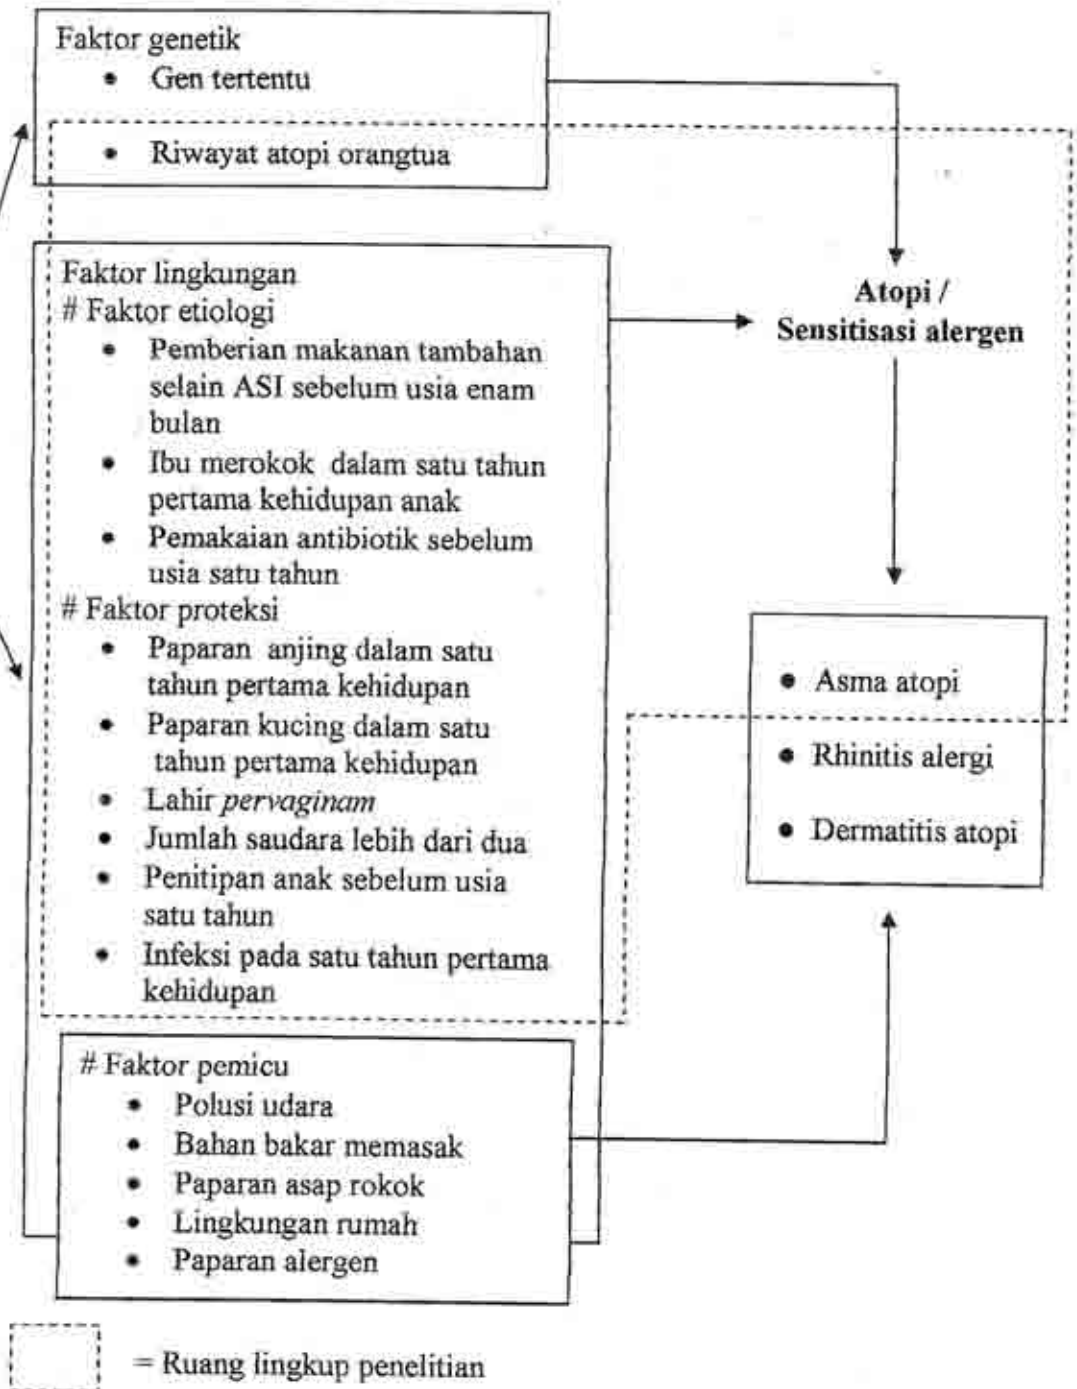 Faktor genetik
• Gen tertentu
• Riwayat atopi orangtua
Faktor lingkungan
# Faktor etiologi
• Pemberian makanan tambahan
selain ASI sebelum usia enam
bulan
• Ibu merokok dalam satu tahun
pertama kehidupan anak
• Pemakaian antibiotik sebelum
usia satu tahun
# Faktor proteksi
• Paparan anjing dalam satu
tahun pertama kehidupan
• Paparan kucing dalam satu
tahun pertama kehidupan
• Lahir pervaginam
• Jumlah saudara lebih dari dua
• Penitipan anak sebelum usia
satu tahun
• Infeksi pada satu tahun pertama
kehidupan
# Faktor pemicu
• Polusi udara
• Bahan bakar memasak
• Paparan asap rokok
• Lingkungan rumah
• Paparan alergen
Atopi /
Sensitisasi alergen
• Asma atopi
• Rhinitis alergi
• Dermatitis atopi
= Ruang lingkup penelitian